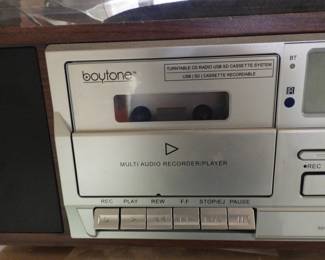 boytone™
TURNTABLE CD RADIO USB SD CASSETTE SYSTEM
USB / SD / CASSETTE RECORDABLE
BT
MULTI AUDIO RECORDER/PLAYER
REC
REC PLAY REW F.F STOP/EJ PAUSE